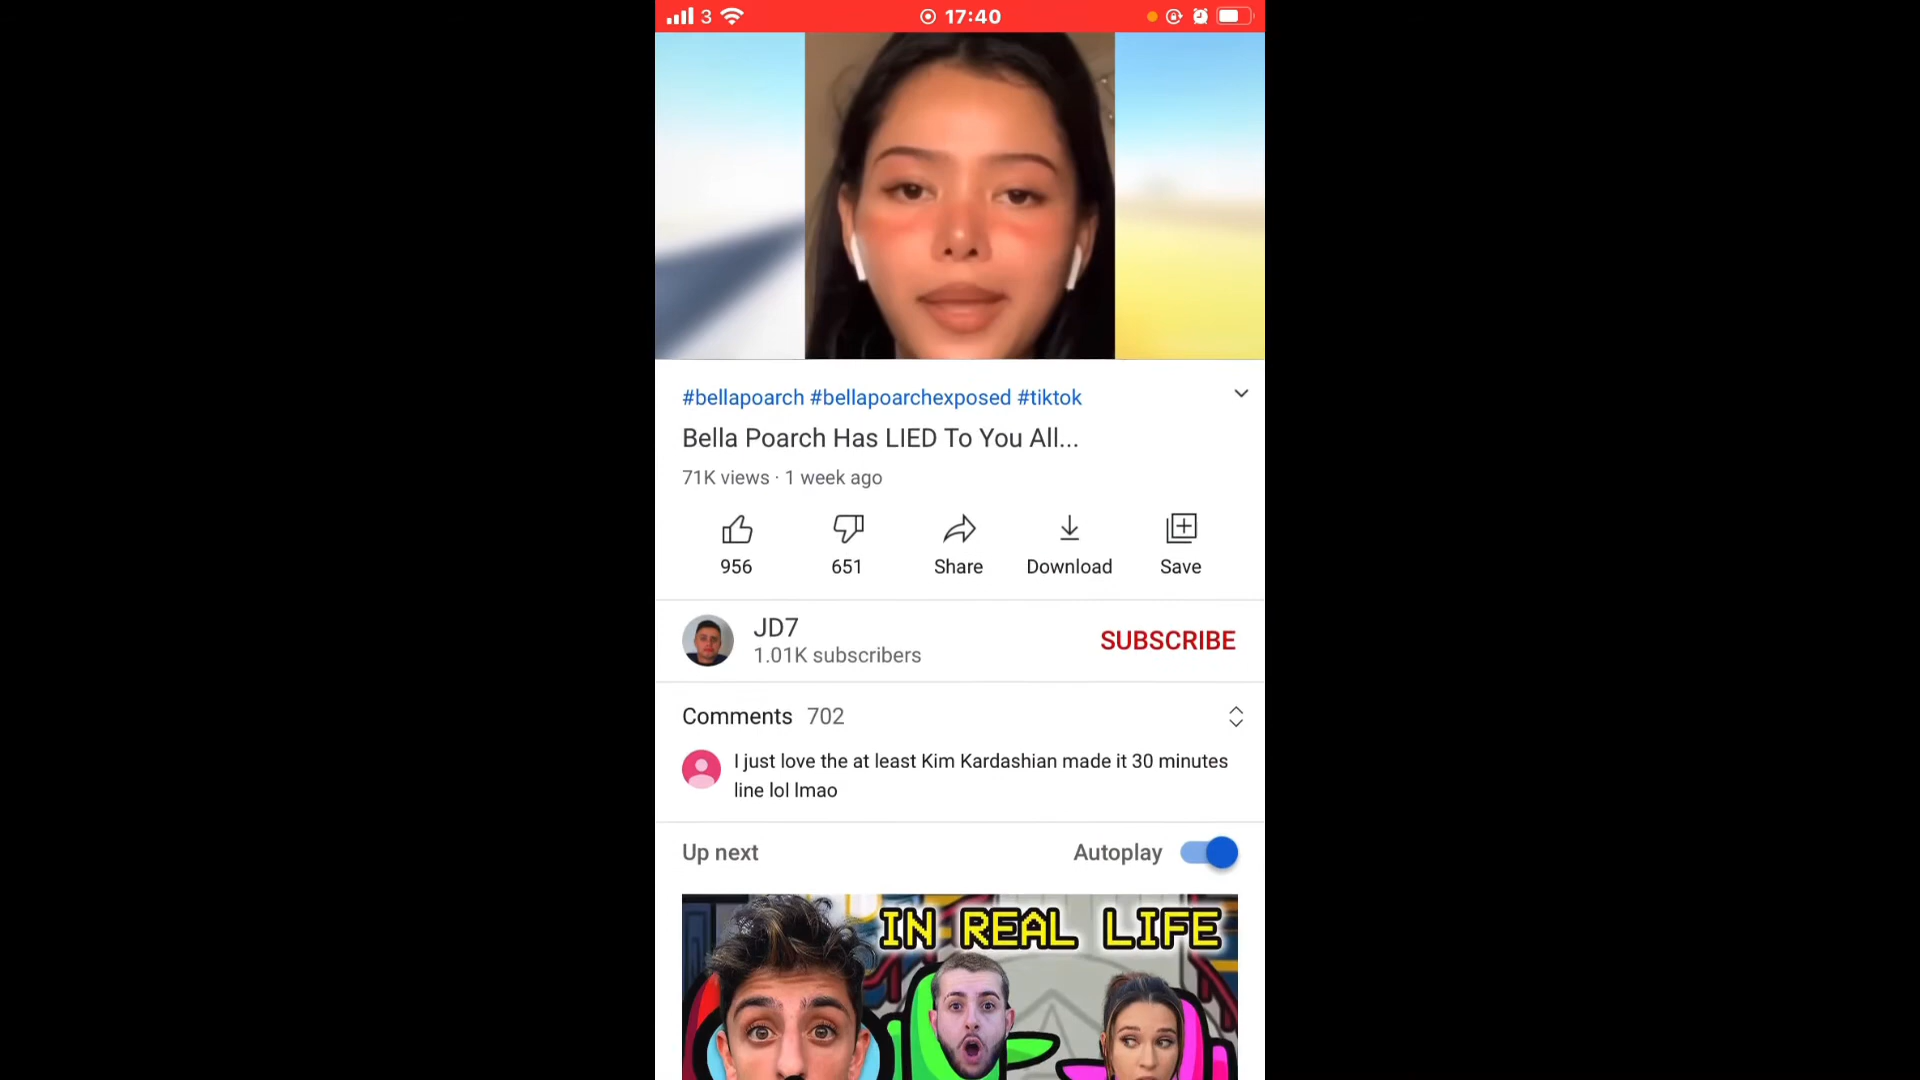 3 17:40
#bellapoarch #bellapoarchexposed #tiktok
Bella Poarch Has LIED To You All...
71K views · 1 week ago
956 651 Share Download Save
JD7
1.01K subscribers
SUBSCRIBE
Comments 702
I just love the at least Kim Kardashian made it 30 minutes
line lol lmao
Up next Autoplay
IN REAL LIFE